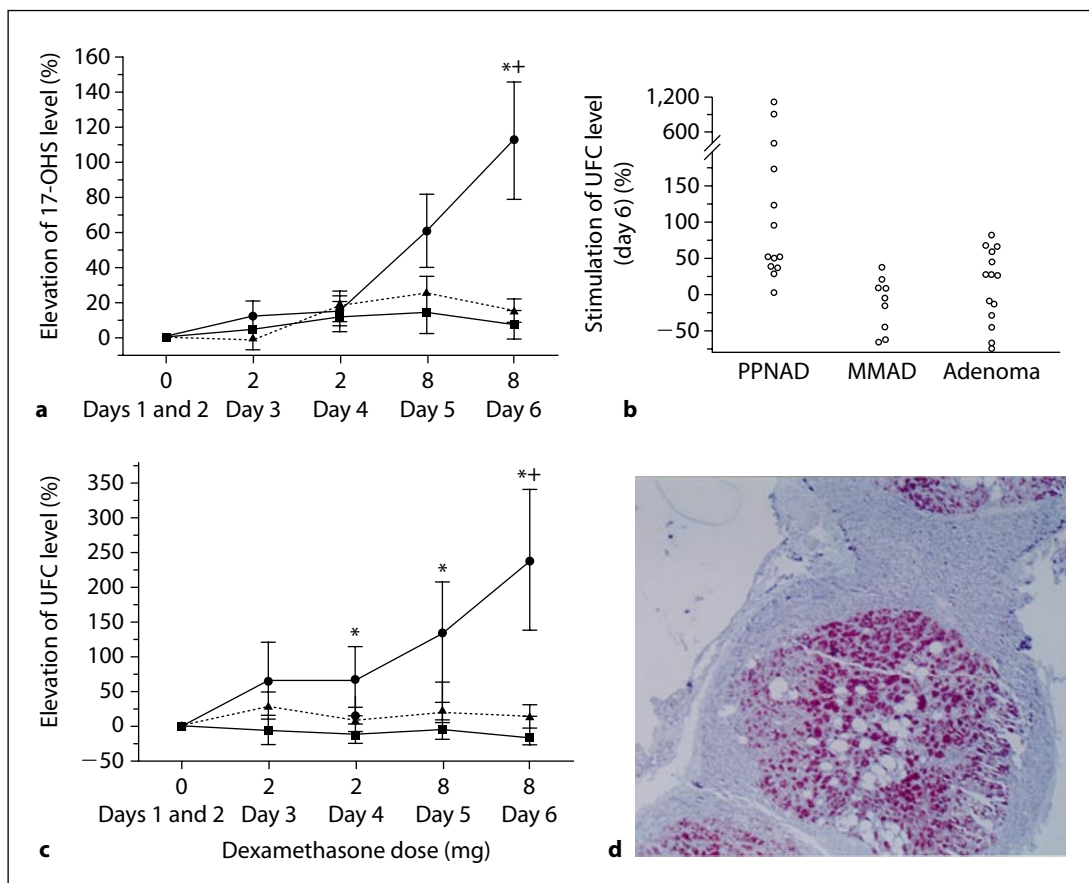 Elevation of 17-OHS level (%)
160
140
120
100
80
60
40
20
0
*+
0 2 2 8 8
Days 1 and 2 Day 3 Day 4 Day 5 Day 6
a
Stimulation of UFC level
(day 6) (%)
1,200
600
150
100
50
0
−50
PPNAD MMAD Adenoma
b
Elevation of UFC level (%)
350
300
250
200
150
100
50
0
−50
*
*
*+
0 2 2 8 8
Days 1 and 2 Day 3 Day 4 Day 5 Day 6
c
Dexamethasone dose (mg)
d